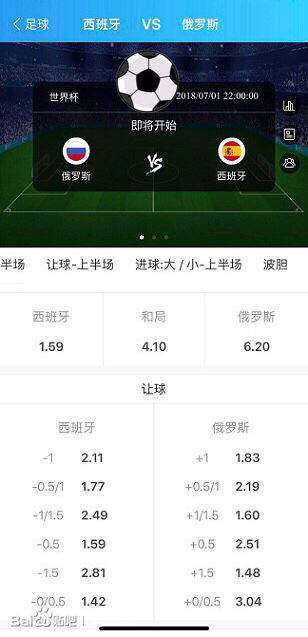 足球 西班牙 VS 俄罗斯
世界杯 2018/07/01 22:00:00
即将开始
俄罗斯 VS 西班牙
半场 让球-上半场 进球:大 / 小-上半场 波胆
西班牙 和局 俄罗斯
1.59 4.10 6.20
让球
西班牙 俄罗斯
-1 2.11 +1 1.83
-0.5/1 1.77 +0.5/1 2.19
-1/1.5 2.49 +1/1.5 1.60
-0.5 1.59 +0.5 2.51
-1.5 2.81 +1.5 1.48
-0/0.5 1.42 +0/0.5 3.04
Bai 贴吧